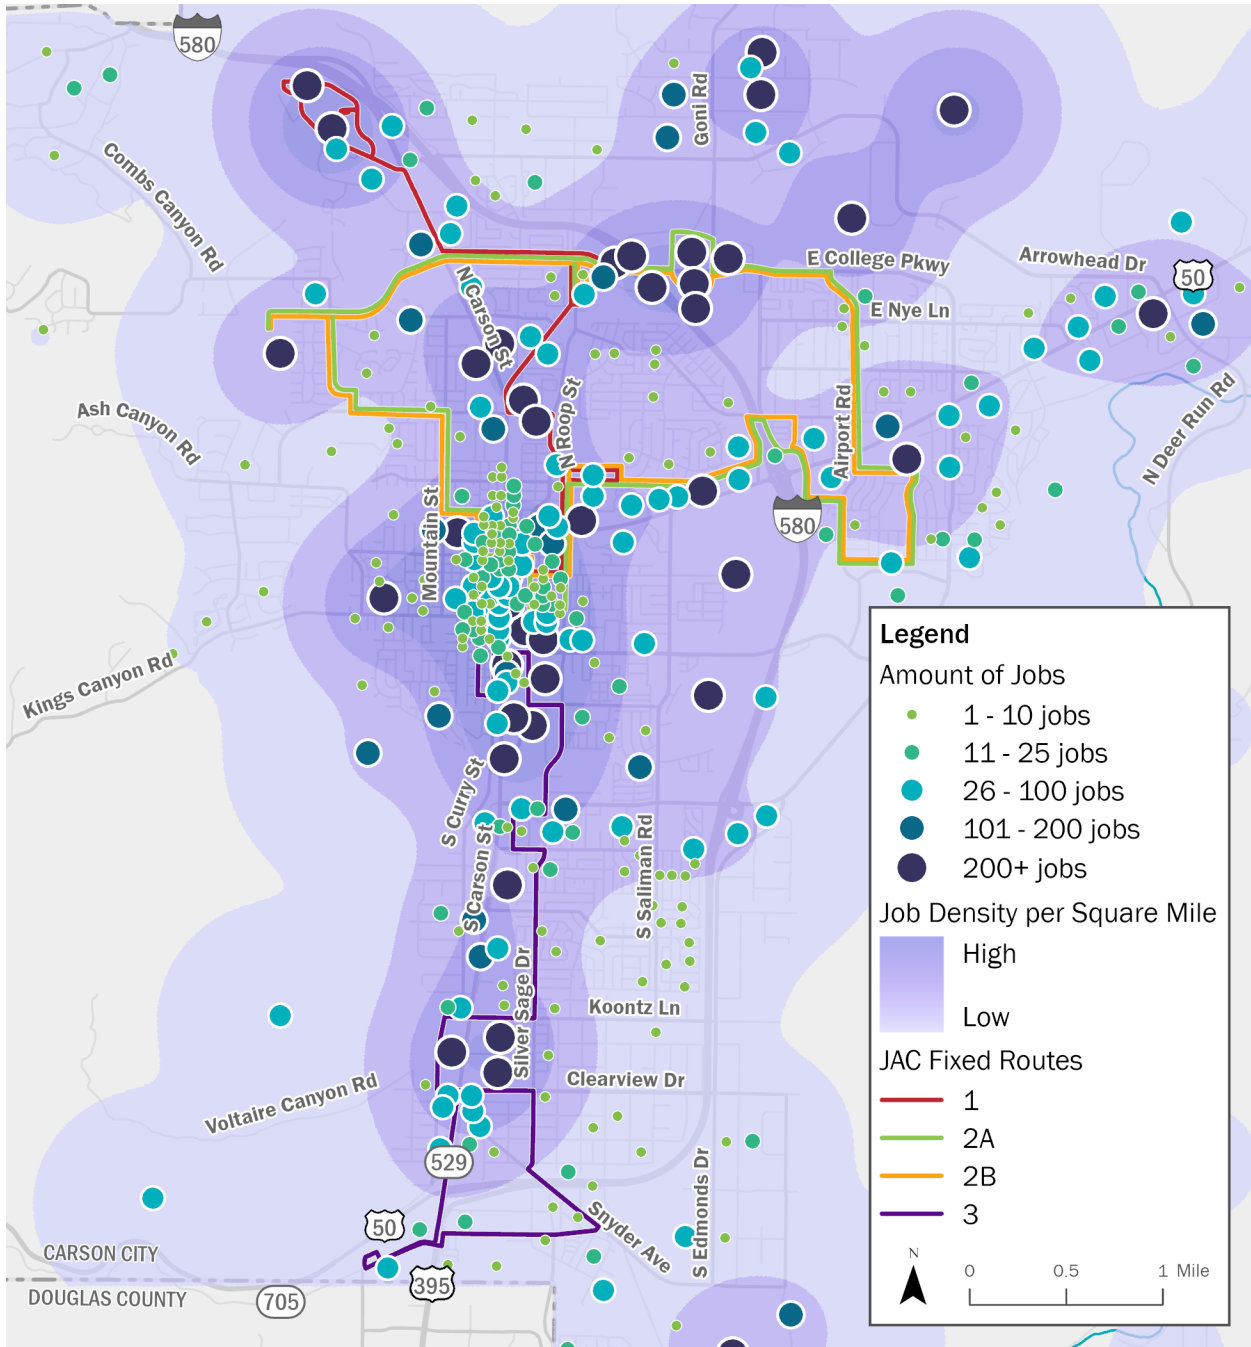 580
Goni Rd
Combs Canyon Rd
E College Pkwy
Arrowhead Dr
50
N Carson St
E Nye Ln
Ash Canyon Rd
N Roop St
Airport Rd
N Deer Run Rd
Mountain St
580
Kings Canyon Rd
S Curry St
S Carson St
S Saliman Rd
Silver Sage Dr
Koontz Ln
Clearview Dr
Voltaire Canyon Rd
529
S Edmonds Dr
Snyder Ave
50
CARSON CITY
395
DOUGLAS COUNTY
705
Legend
Amount of Jobs
1 - 10 jobs
11 - 25 jobs
26 - 100 jobs
101 - 200 jobs
200+ jobs
Job Density per Square Mile
High
Low
JAC Fixed Routes
1
2A
2B
3
N
0 0.5 1 Mile